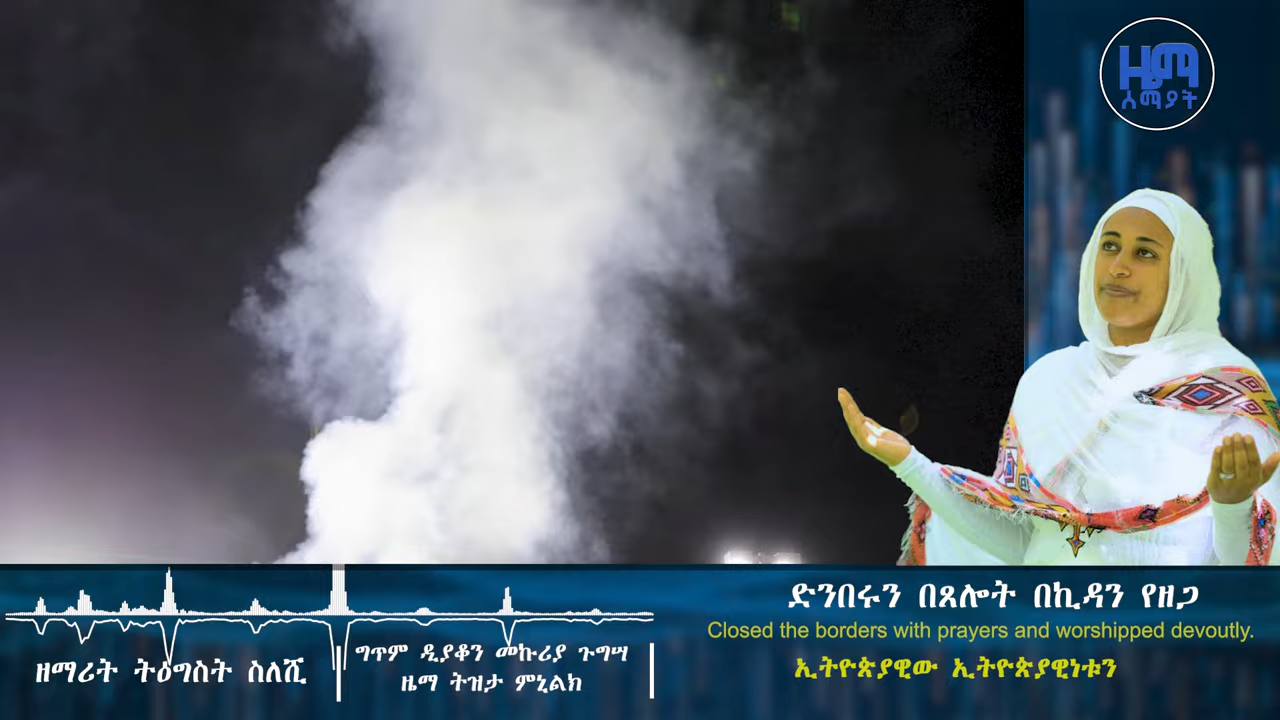 ዜማ
ሰማያት
ድንበሩን በጸሎት በኪዳን የዘጋ
Closed the borders with prayers and worshipped devoutly.
ኢትዮጵያዊው ኢትዮጵያዊነቱን
ዘማሪት ትዕግስት ስለሺ
ግጥም ዲያቆን መኩሪያ ጉግሣ
ዜማ ትዝታ ምኒልክ